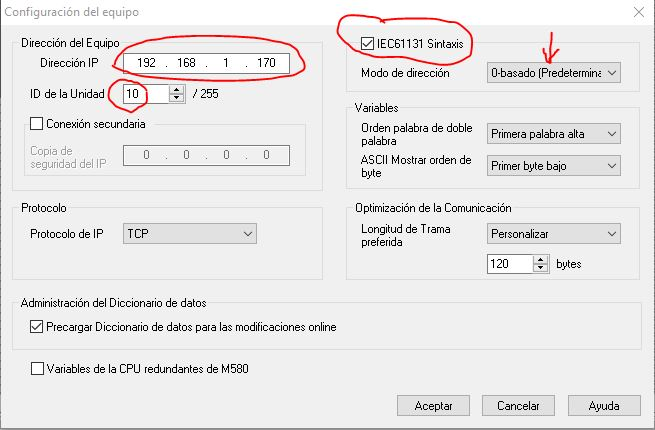 Configuración del equipo
Dirección del Equipo
Dirección IP
192 . 168 . 1 . 170
ID de la Unidad
10
/ 255
Conexión secundaria
Copia de
seguridad del IP
0 . 0 . 0 . 0
IEC61131 Sintaxis
Modo de dirección
0-basado (Predetermina
Variables
Orden palabra de doble
palabra
Primera palabra alta
ASCII Mostrar orden de
byte
Primer byte bajo
Protocolo
Protocolo de IP
TCP
Optimización de la Comunicación
Longitud de Trama
preferida
Personalizar
120
bytes
Administración del Diccionario de datos
Precargar Diccionario de datos para las modificaciones online
Variables de la CPU redundantes de M580
Aceptar
Cancelar
Ayuda